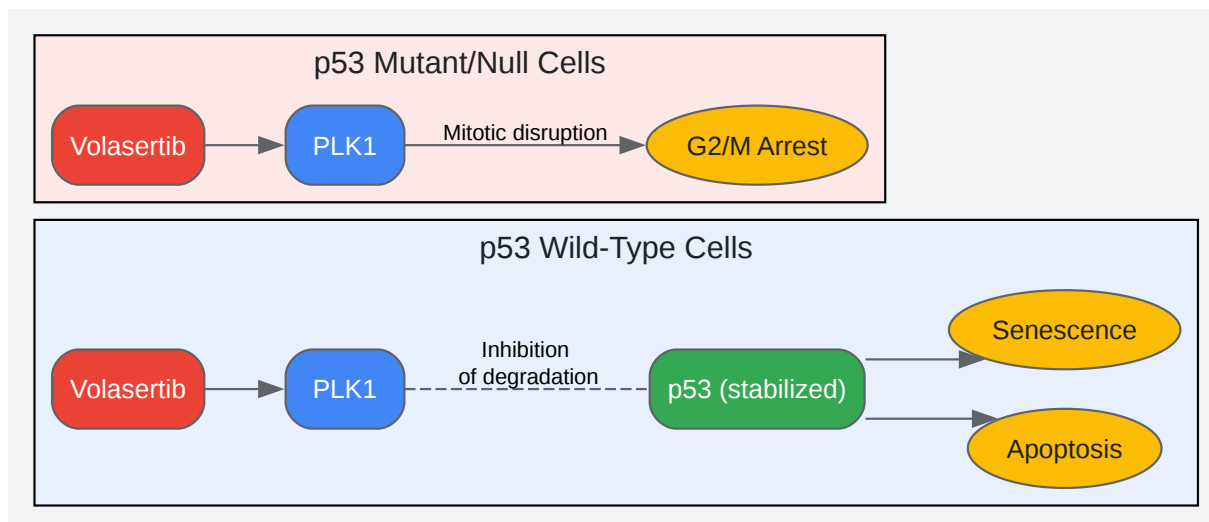 p53 Mutant/Null Cells
Volasertib
PLK1
Mitotic disruption
G2/M Arrest
p53 Wild-Type Cells
Volasertib
PLK1
Inhibition
of degradation
p53 (stabilized)
Senescence
Apoptosis